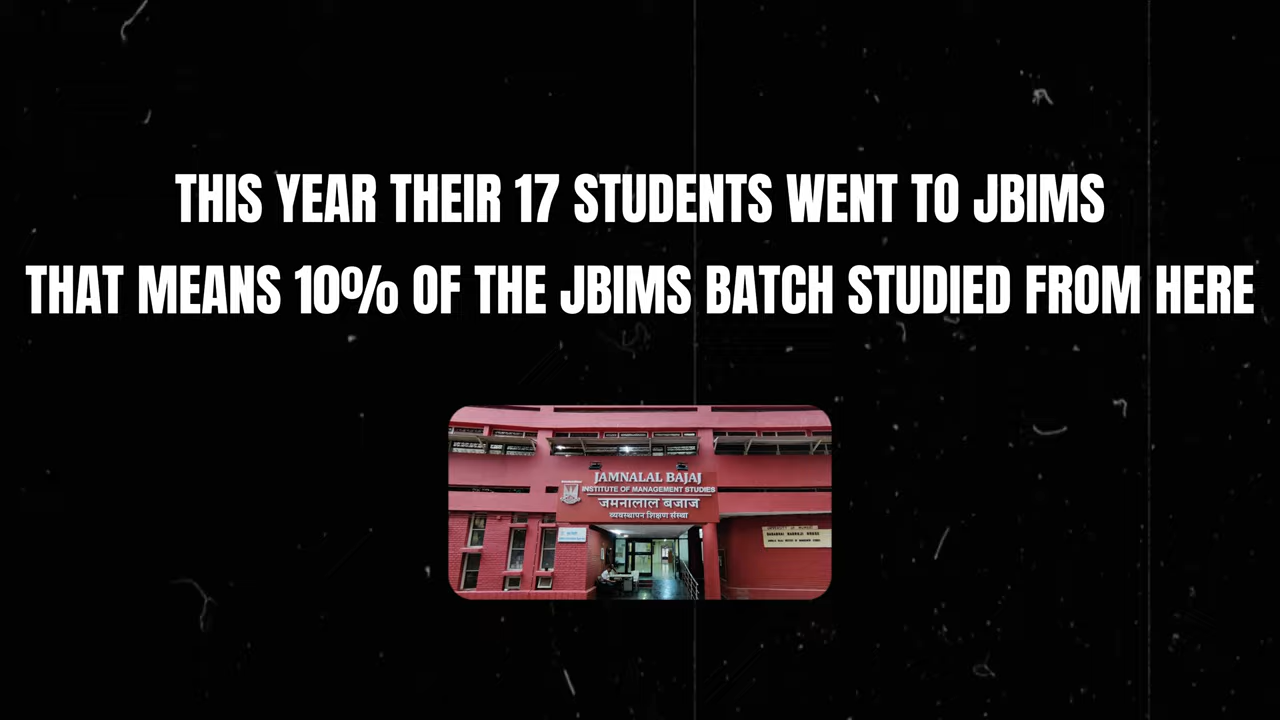 THIS YEAR THEIR 17 STUDENTS WENT TO JBIMS
THAT MEANS 10% OF THE JBIMS BATCH STUDIED FROM HERE
JAMNALAL BAJAJ
INSTITUTE OF MANAGEMENT STUDIES
जमनालाल बजाज
व्यवस्थापन शिक्षण संस्था